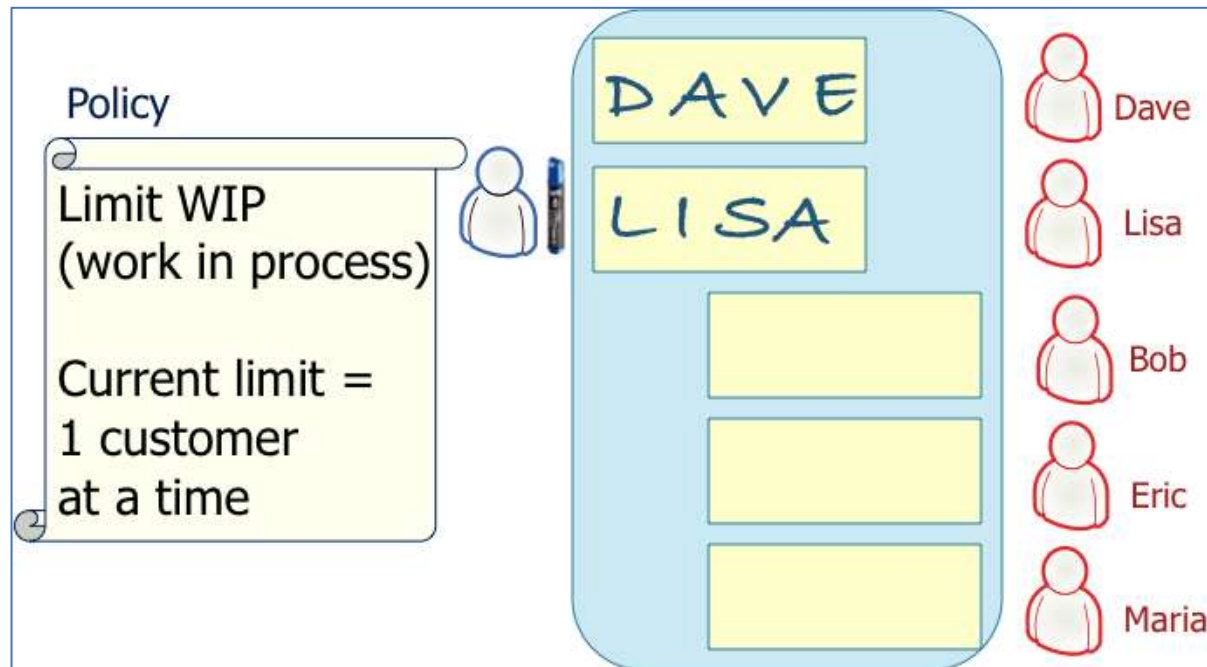 Policy
Limit WIP
(work in process)
Current limit =
1 customer
at a time
DAVE
LISA
Dave
Lisa
Bob
Eric
Maria